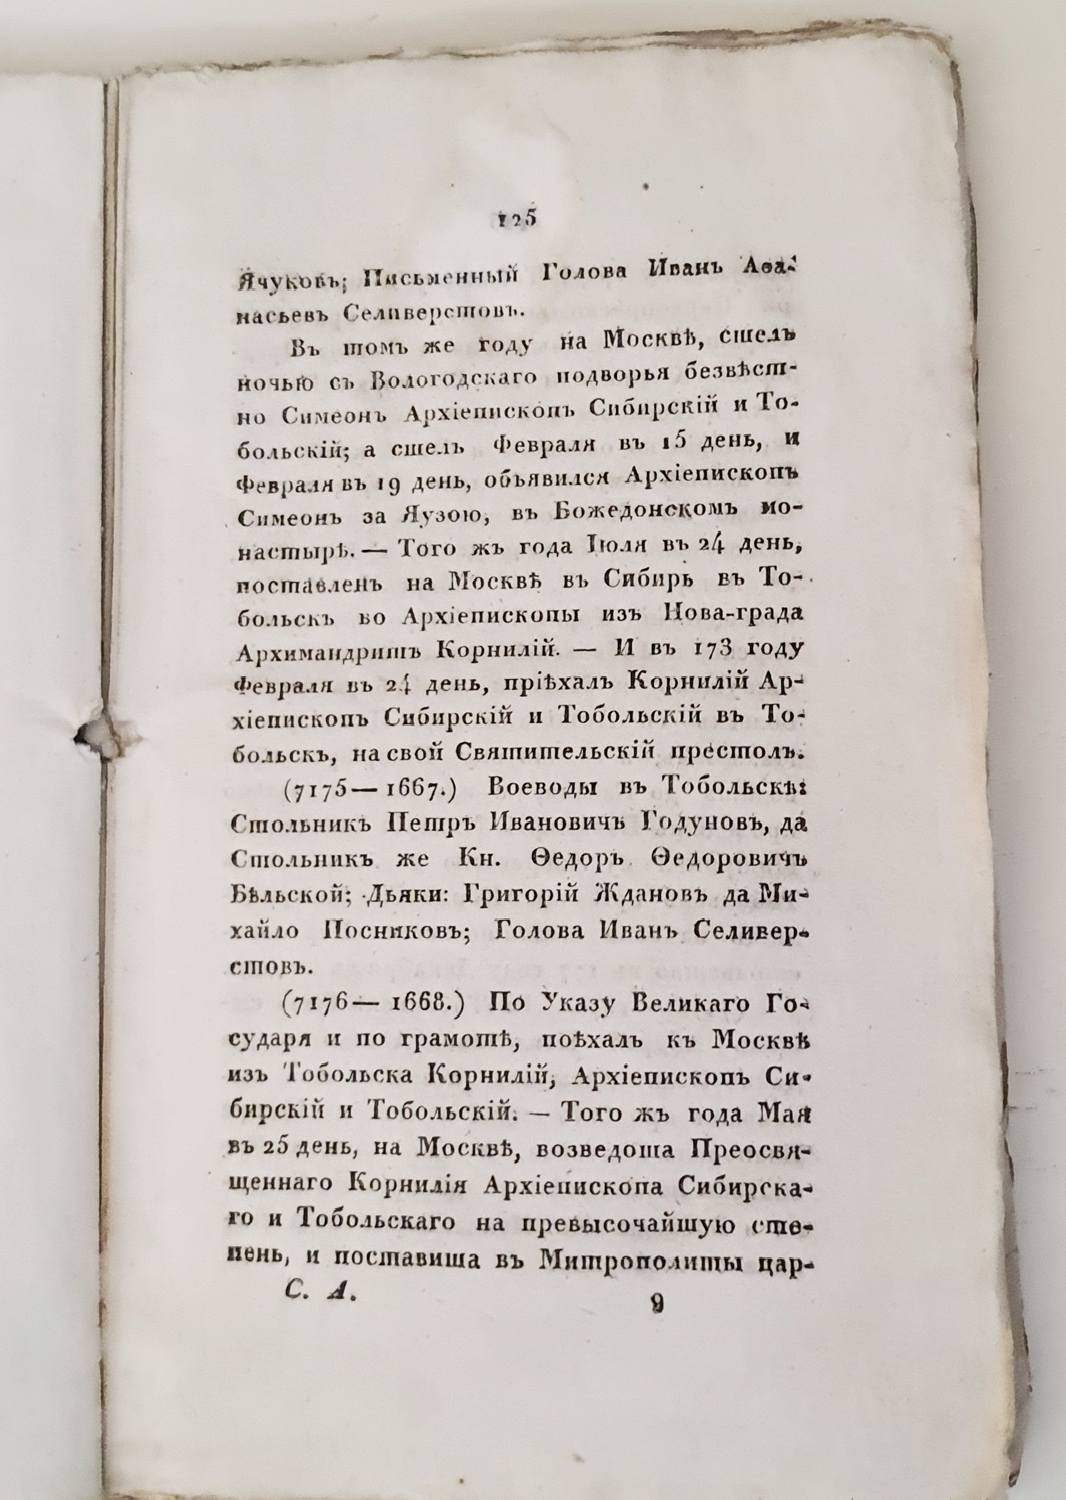 125
Ячуковъ; Письменный Голова Иванъ Аѳа-
насьевъ Селиверстовъ.
Въ томъ же году на Москвѣ, сшелъ
ночью съ Вологодскаго подворья безвѣст-
но Симеонъ Архіепископъ Сибирскій и То-
больскій; а сшелъ Февраля въ 15 день, и
Февраля въ 19 день, объявился Архіепископъ
Симеонъ за Яузою, въ Божедонскомъ мо-
настырѣ. — Того жъ года Іюля въ 24 день,
поставленъ на Москвѣ въ Сибирь въ То-
больскъ во Архіепископы изъ Нова-града
Архимандритъ Корнилій. — И въ 173 году
Февраля въ 24 день, пріѣхалъ Корнилій Ар-
хіепископъ Сибирскій и Тобольскій въ То-
больскъ, на свой Святительскій престолъ.
(7175 — 1667.) Воеводы въ Тобольскѣ:
Стольникъ Петръ Ивановичъ Годуновъ, да
Стольникъ же Кн. Ѳедоръ Ѳедоровичъ
Бѣльской; Дьяки: Григорій Ждановъ да Ми-
хайло Посниковъ; Голова Иванъ Селивер-
стовъ.
(7176 — 1668.) По Указу Великаго Го-
сударя и по грамотѣ, поѣхалъ къ Москвѣ
изъ Тобольска Корнилій, Архіепископъ Си-
бирскій и Тобольскій. — Того жъ года Мая
въ 25 день, на Москвѣ, возведоша Преосвя-
щеннаго Корнилія Архіепископа Сибирска-
го и Тобольскаго на превысочайшую сте-
пень, и поставиша въ Митрополиты цар-
С. А. 9